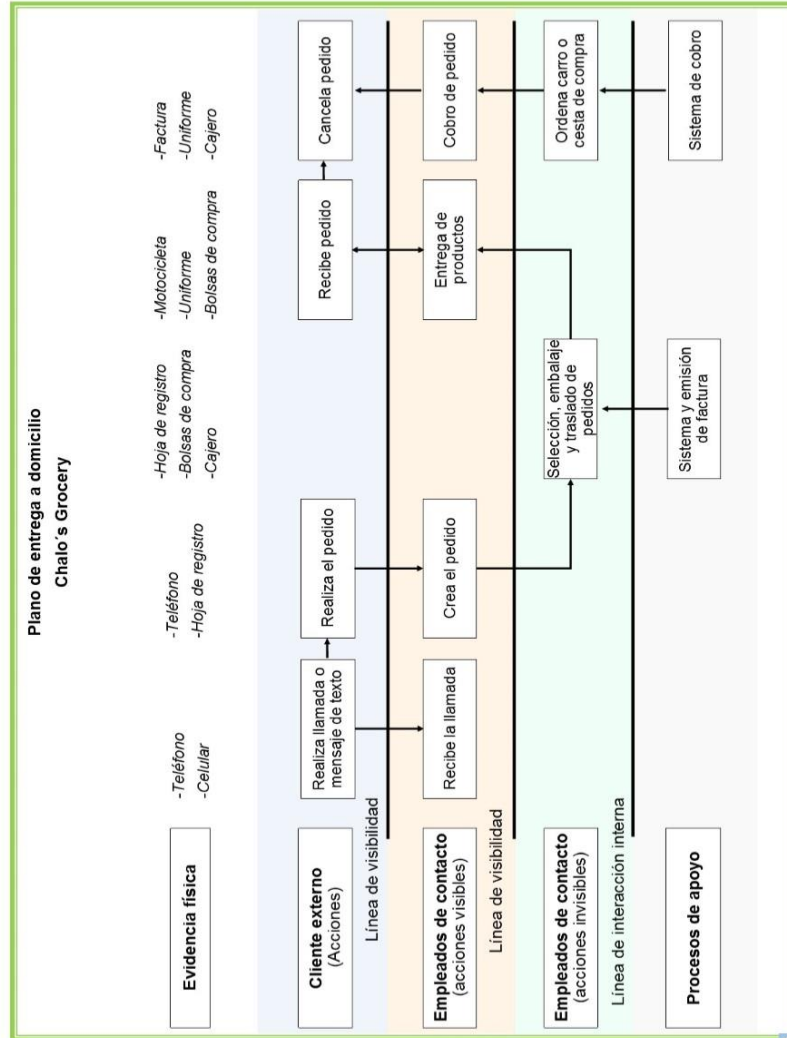 Plano de entrega a domicilio
Chalo´s Grocery
Evidencia física
-Teléfono
-Celular
-Teléfono
-Hoja de registro
-Hoja de registro
-Bolsas de compra
-Cajero
-Motocicleta
-Uniforme
-Bolsas de compra
-Factura
-Uniforme
-Cajero
Cliente externo
(Acciones)
Realiza llamada o
mensaje de texto
Realiza el pedido
Recibe pedido
Cancela pedido
Línea de visibilidad
Empleados de contacto
(acciones visibles)
Recibe la llamada
Crea el pedido
Entrega de
productos
Cobro de pedido
Línea de visibilidad
Empleados de contacto
(acciones invisibles)
Selección, embalaje
y traslado de
pedidos
Ordena carro o
cesta de compra
Línea de interacción interna
Procesos de apoyo
Sistema y emisión
de factura
Sistema de cobro